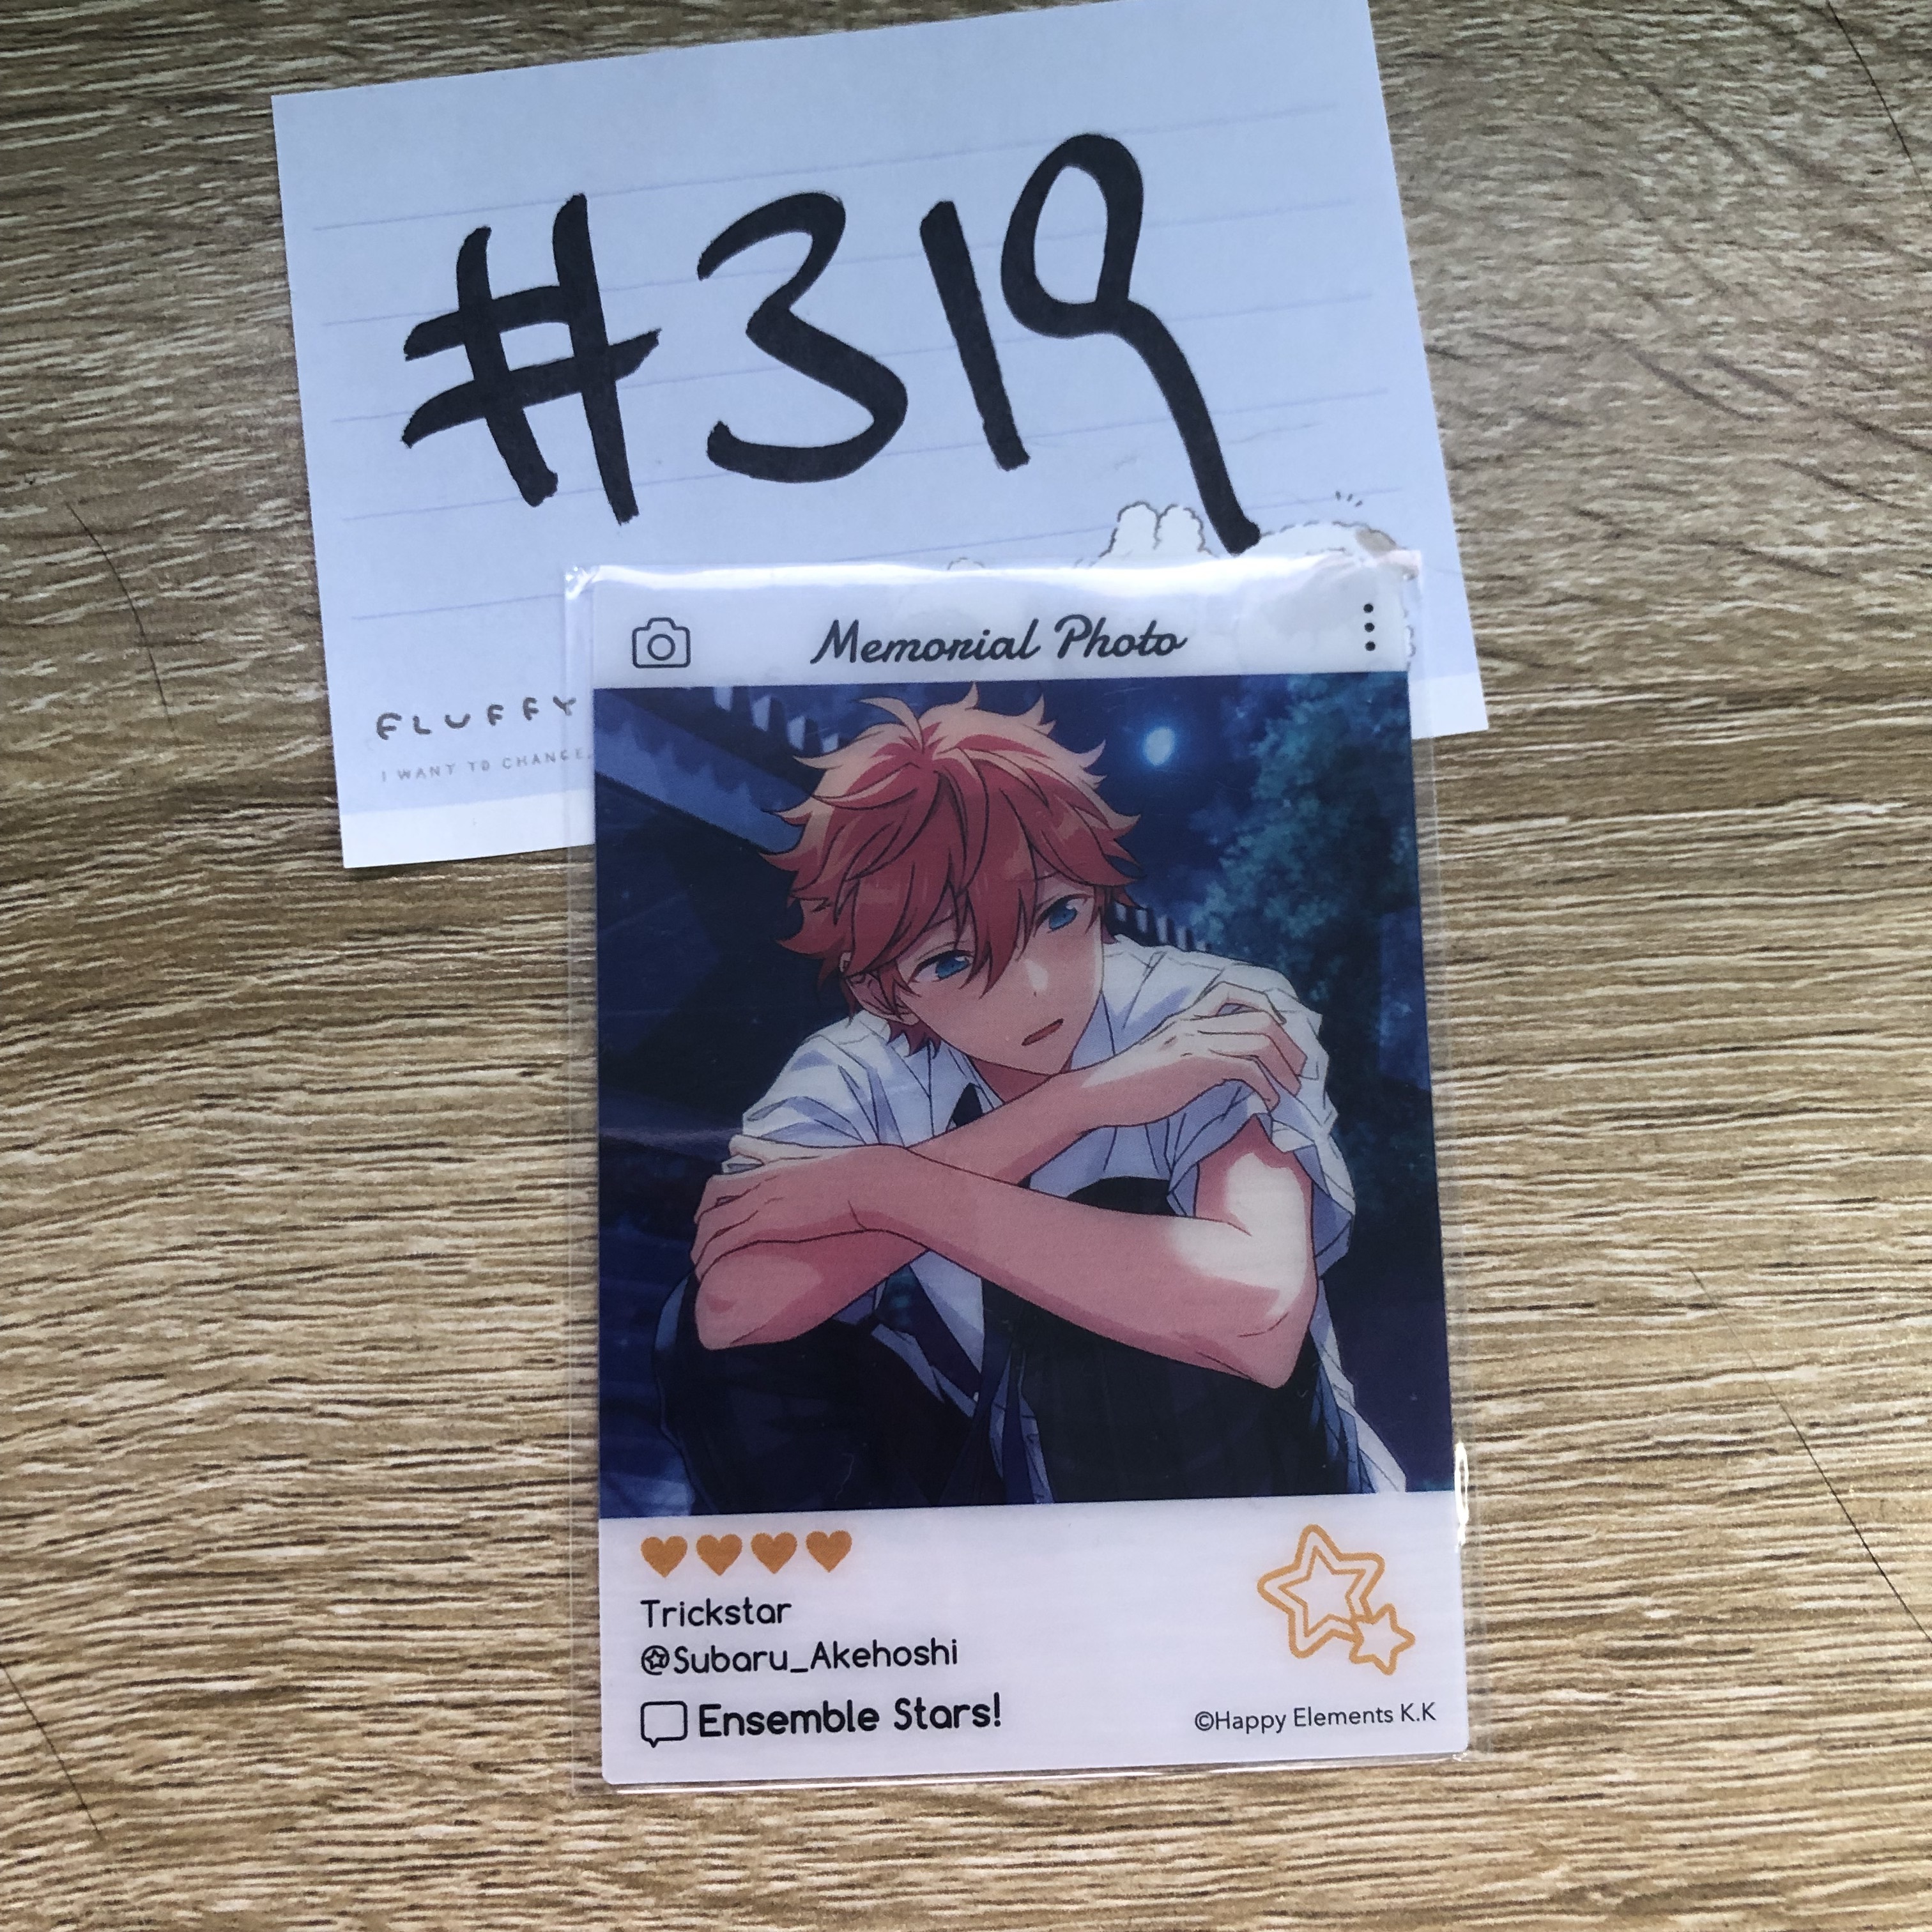 #319
FLUFFY
I WANT TO CHANGE.
Memorial Photo
Trickstar
@Subaru_Akehoshi
Ensemble Stars!
©Happy Elements K.K